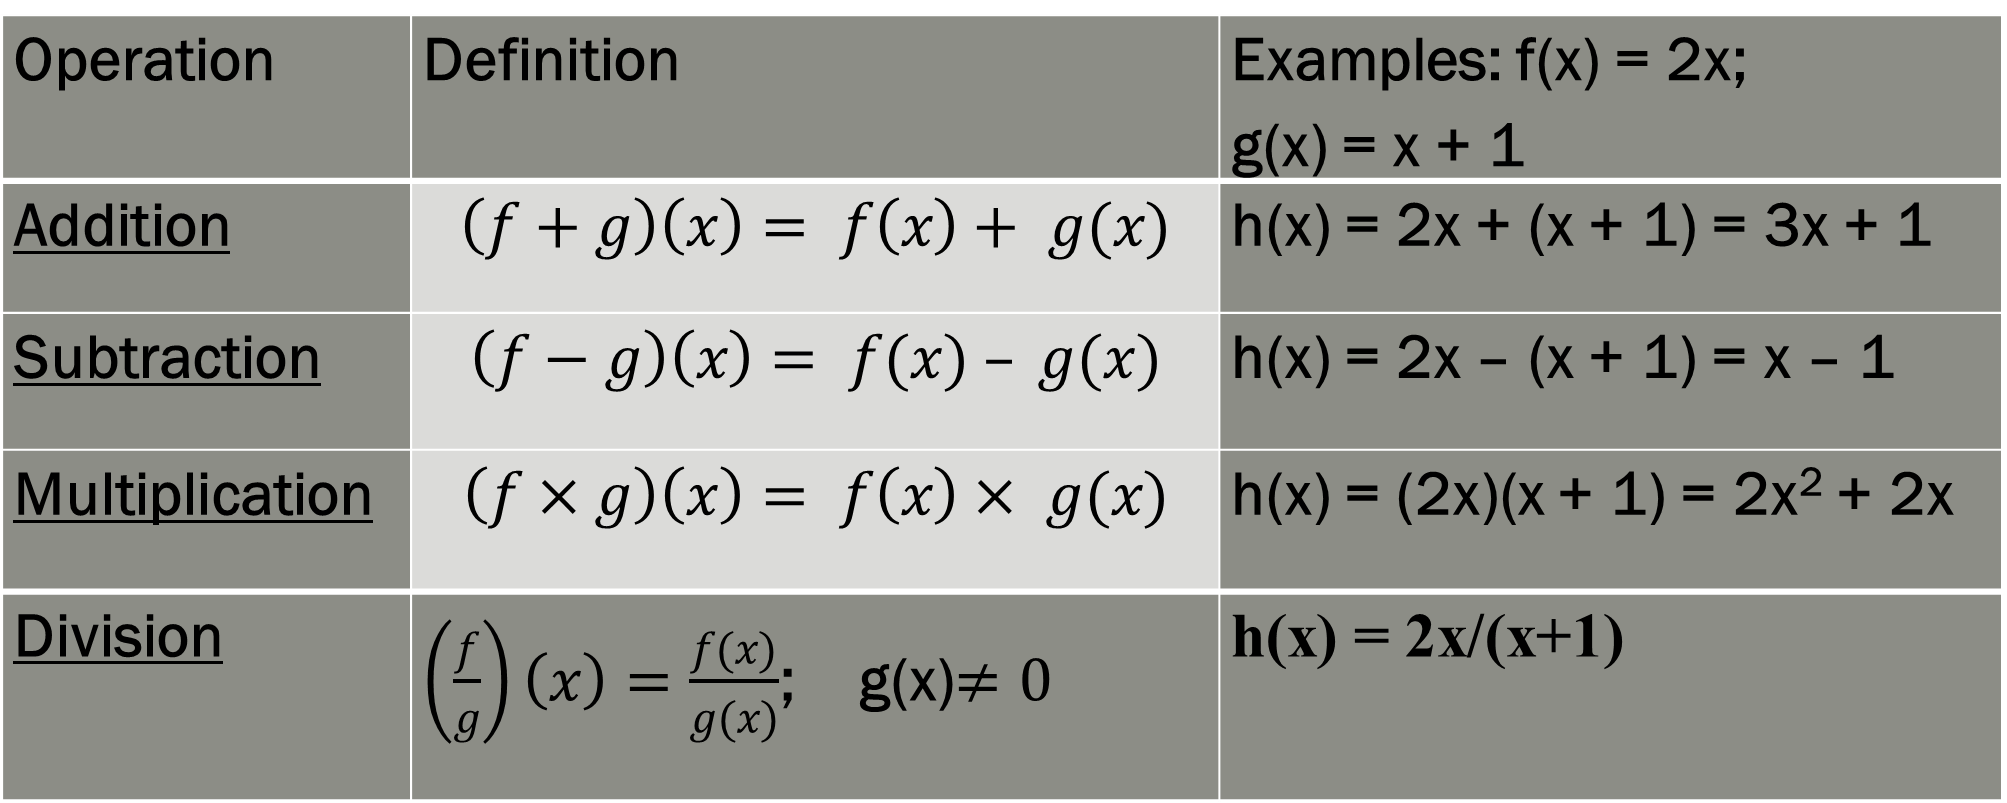 Operation
Definition
Examples: f(x) = 2x;
g(x) = x + 1
Addition
(f + g)(x) = f(x) + g(x)
h(x) = 2x + (x + 1) = 3x + 1
Subtraction
(f − g)(x) = f(x) – g(x)
h(x) = 2x – (x + 1) = x – 1
Multiplication
(f × g)(x) = f(x) × g(x)
h(x) = (2x)(x + 1) = 2x² + 2x
Division
(f/g)(x) = f(x)/g(x); g(x)≠ 0
h(x) = 2x/(x+1)